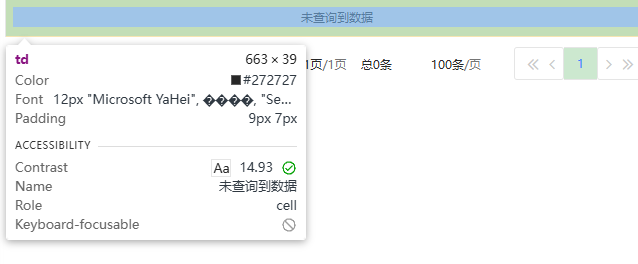 未查询到数据
1页/1页 总0条 100条/页 1
td 663 × 39
Color #272727
Font 12px "Microsoft YaHei", ����, "Se...
Padding 9px 7px
ACCESSIBILITY
Contrast Aa 14.93
Name 未查询到数据
Role cell
Keyboard-focusable